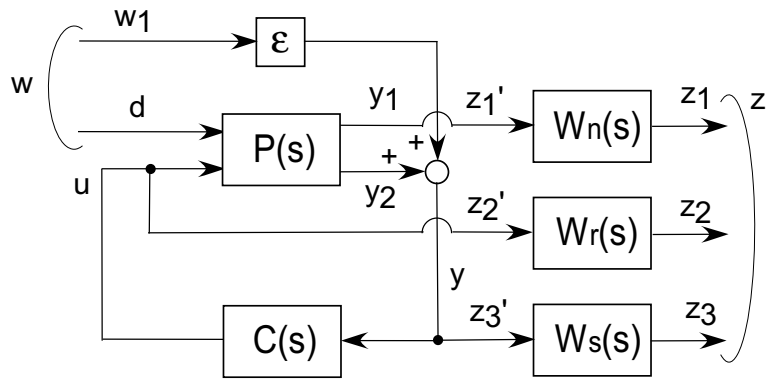 w1
ε
w
d
y1
z1'
z1
z
P(s)
Wn(s)
+
+
u
y2
z2'
z2
Wr(s)
y
z3'
z3
C(s)
Ws(s)